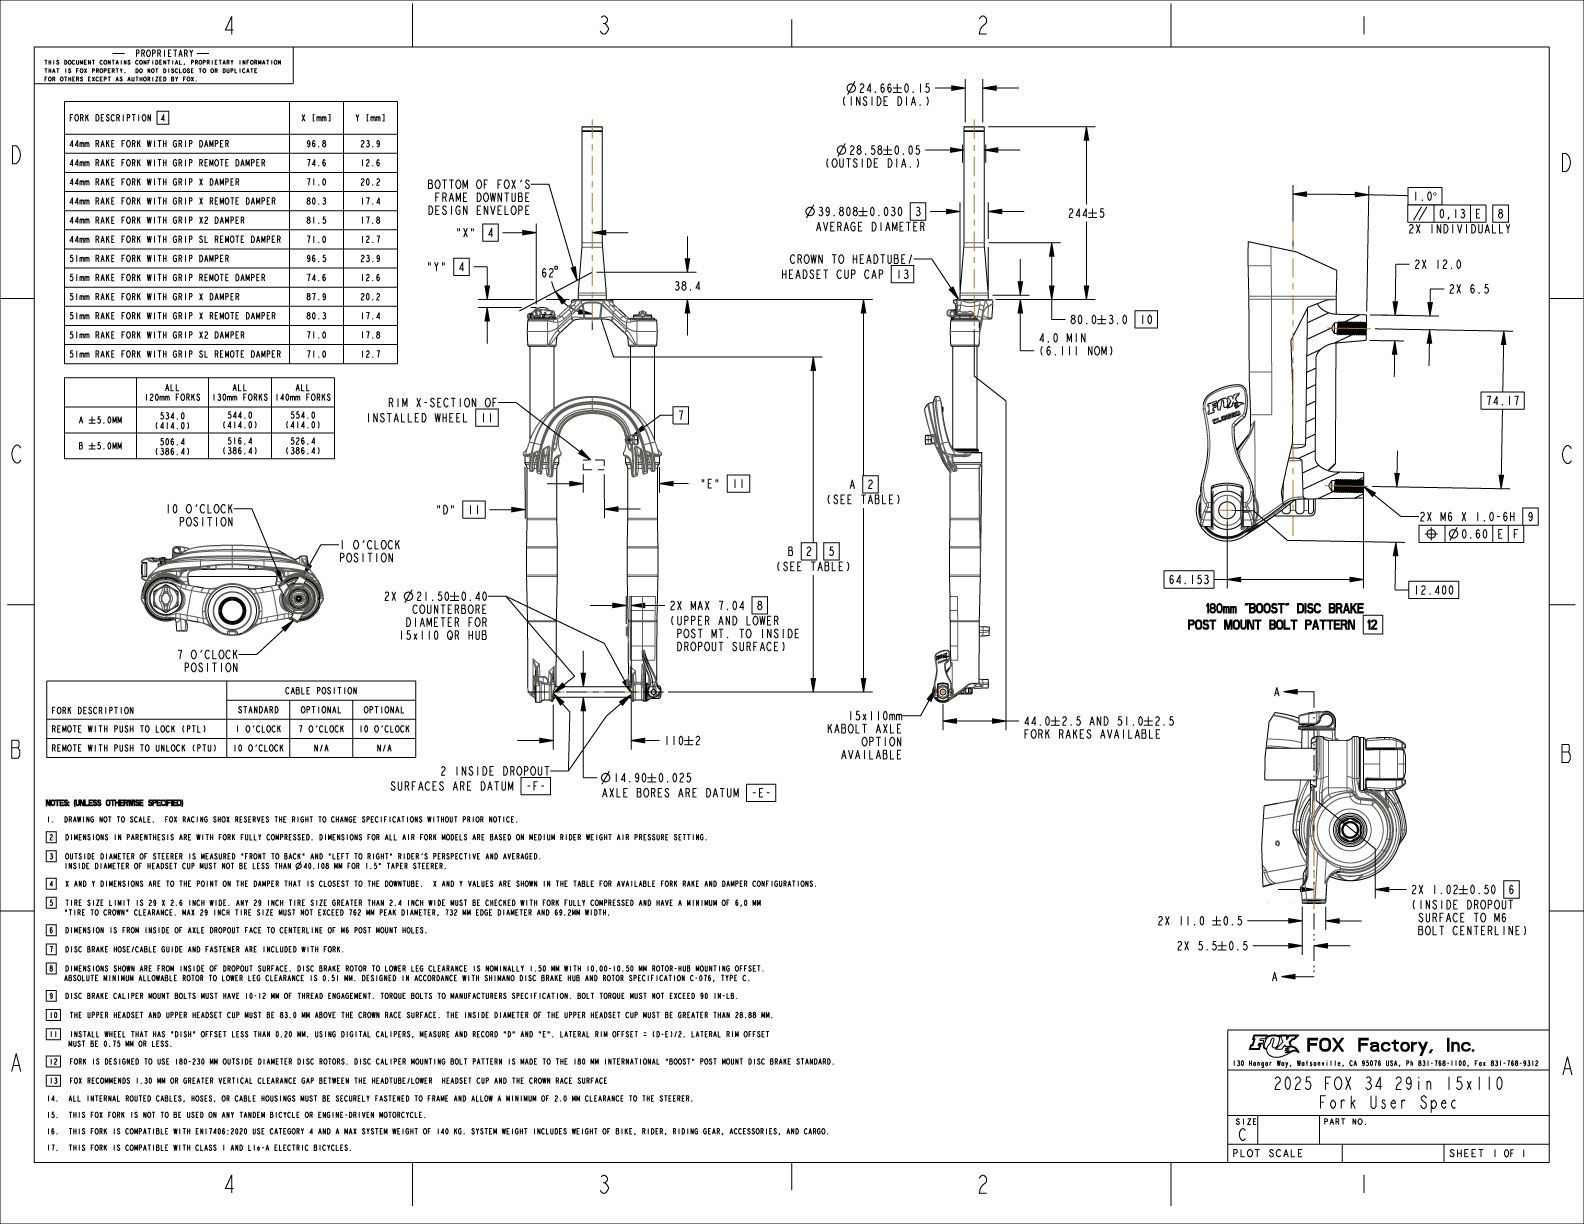 4 3 2 1
— PROPRIETARY —
THIS DOCUMENT CONTAINS CONFIDENTIAL, PROPRIETARY INFORMATION
THAT IS FOX PROPERTY. DO NOT DISCLOSE TO OR DUPLICATE
FOR OTHERS EXCEPT AS AUTHORIZED BY FOX.
D D
C C
B B
A A
FORK DESCRIPTION 4 X [mm] Y [mm]
44mm RAKE FORK WITH GRIP DAMPER 96.8 23.9
44mm RAKE FORK WITH GRIP REMOTE DAMPER 74.6 12.6
44mm RAKE FORK WITH GRIP X DAMPER 71.0 20.2
44mm RAKE FORK WITH GRIP X REMOTE DAMPER 80.3 17.4
44mm RAKE FORK WITH GRIP X2 DAMPER 81.5 17.8
44mm RAKE FORK WITH GRIP SL REMOTE DAMPER 71.0 12.7
51mm RAKE FORK WITH GRIP DAMPER 96.5 23.9
51mm RAKE FORK WITH GRIP REMOTE DAMPER 74.6 12.6
51mm RAKE FORK WITH GRIP X DAMPER 87.9 20.2
51mm RAKE FORK WITH GRIP X REMOTE DAMPER 80.3 17.4
51mm RAKE FORK WITH GRIP X2 DAMPER 71.0 17.8
51mm RAKE FORK WITH GRIP SL REMOTE DAMPER 71.0 12.7
ALL ALL ALL
120mm FORKS 130mm FORKS 140mm FORKS
A ±5.0MM 534.0 544.0 554.0
(414.0) (414.0) (414.0)
B ±5.0MM 506.4 516.4 526.4
(386.4) (386.4) (386.4)
10 O'CLOCK
POSITION
1 O'CLOCK
POSITION
7 O'CLOCK
POSITION
CABLE POSITION
FORK DESCRIPTION STANDARD OPTIONAL OPTIONAL
REMOTE WITH PUSH TO LOCK (PTL) 1 O'CLOCK 7 O'CLOCK 10 O'CLOCK
REMOTE WITH PUSH TO UNLOCK (PTU) 10 O'CLOCK N/A N/A
BOTTOM OF FOX'S
FRAME DOWNTUBE
DESIGN ENVELOPE
"X" 4
"Y" 4
62°
38.4
RIM X-SECTION OF
INSTALLED WHEEL 11
7
"E" 11
"D" 11
A 2
(SEE TABLE)
B 2 5
(SEE TABLE)
2X Ø21.50±0.40
COUNTERBORE
DIAMETER FOR
15x110 QR HUB
2X MAX 7.04 8
(UPPER AND LOWER
POST MT. TO INSIDE
DROPOUT SURFACE)
110±2
2 INSIDE DROPOUT
SURFACES ARE DATUM -F-
Ø14.90±0.025
AXLE BORES ARE DATUM -E-
Ø24.66±0.15
(INSIDE DIA.)
Ø28.58±0.05
(OUTSIDE DIA.)
Ø39.808±0.030 3
AVERAGE DIAMETER
CROWN TO HEADTUBE/
HEADSET CUP CAP 13
244±5
80.0±3.0 10
4.0 MIN
(6.111 NOM)
15x110mm
KABOLT AXLE
OPTION
AVAILABLE
44.0±2.5 AND 51.0±2.5
FORK RAKES AVAILABLE
1.0°
// 0.13 E 8
2X INDIVIDUALLY
2X 12.0
2X 6.5
74.17
FOX
2X M6 X 1.0-6H 9
⌖ Ø0.60 E F
64.153
12.400
180mm "BOOST" DISC BRAKE
POST MOUNT BOLT PATTERN 12
A
2X 1.02±0.50 6
(INSIDE DROPOUT
SURFACE TO M6
BOLT CENTERLINE)
2X 11.0 ±0.5
2X 5.5±0.5
A
NOTES: (UNLESS OTHERWISE SPECIFIED)
1. DRAWING NOT TO SCALE. FOX RACING SHOX RESERVES THE RIGHT TO CHANGE SPECIFICATIONS WITHOUT PRIOR NOTICE.
2 DIMENSIONS IN PARENTHESIS ARE WITH FORK FULLY COMPRESSED. DIMENSIONS FOR ALL AIR FORK MODELS ARE BASED ON MEDIUM RIDER WEIGHT AIR PRESSURE SETTING.
3 OUTSIDE DIAMETER OF STEERER IS MEASURED "FRONT TO BACK" AND "LEFT TO RIGHT" RIDER'S PERSPECTIVE AND AVERAGED.
INSIDE DIAMETER OF HEADSET CUP MUST NOT BE LESS THAN Ø40.108 MM FOR 1.5" TAPER STEERER.
4 X AND Y DIMENSIONS ARE TO THE POINT ON THE DAMPER THAT IS CLOSEST TO THE DOWNTUBE. X AND Y VALUES ARE SHOWN IN THE TABLE FOR AVAILABLE FORK RAKE AND DAMPER CONFIGURATIONS.
5 TIRE SIZE LIMIT IS 29 X 2.6 INCH WIDE. ANY 29 INCH TIRE SIZE GREATER THAN 2.4 INCH WIDE MUST BE CHECKED WITH FORK FULLY COMPRESSED AND HAVE A MINIMUM OF 6.0 MM
"TIRE TO CROWN" CLEARANCE. MAX 29 INCH TIRE SIZE MUST NOT EXCEED 762 MM PEAK DIAMETER, 732 MM EDGE DIAMETER AND 69.2MM WIDTH.
6 DIMENSION IS FROM INSIDE OF AXLE DROPOUT FACE TO CENTERLINE OF M6 POST MOUNT HOLES.
7 DISC BRAKE HOSE/CABLE GUIDE AND FASTENER ARE INCLUDED WITH FORK.
8 DIMENSIONS SHOWN ARE FROM INSIDE OF DROPOUT SURFACE. DISC BRAKE ROTOR TO LOWER LEG CLEARANCE IS NOMINALLY 1.50 MM WITH 10.00-10.50 MM ROTOR-HUB MOUNTING OFFSET.
ABSOLUTE MINIMUM ALLOWABLE ROTOR TO LOWER LEG CLEARANCE IS 0.51 MM. DESIGNED IN ACCORDANCE WITH SHIMANO DISC BRAKE HUB AND ROTOR SPECIFICATION C-076, TYPE C.
9 DISC BRAKE CALIPER MOUNT BOLTS MUST HAVE 10-12 MM OF THREAD ENGAGEMENT. TORQUE BOLTS TO MANUFACTURERS SPECIFICATION. BOLT TORQUE MUST NOT EXCEED 90 IN-LB.
10 THE UPPER HEADSET AND UPPER HEADSET CUP MUST BE 83.0 MM ABOVE THE CROWN RACE SURFACE. THE INSIDE DIAMETER OF THE UPPER HEADSET CUP MUST BE GREATER THAN 28.88 MM.
11 INSTALL WHEEL THAT HAS "DISH" OFFSET LESS THAN 0.20 MM. USING DIGITAL CALIPERS, MEASURE AND RECORD "D" AND "E". LATERAL RIM OFFSET = (D-E)/2. LATERAL RIM OFFSET
MUST BE 0.75 MM OR LESS.
12 FORK IS DESIGNED TO USE 180-230 MM OUTSIDE DIAMETER DISC ROTORS. DISC CALIPER MOUNTING BOLT PATTERN IS MADE TO THE 180 MM INTERNATIONAL "BOOST" POST MOUNT DISC BRAKE STANDARD.
13 FOX RECOMMENDS 1.30 MM OR GREATER VERTICAL CLEARANCE GAP BETWEEN THE HEADTUBE/LOWER HEADSET CUP AND THE CROWN RACE SURFACE
14. ALL INTERNAL ROUTED CABLES, HOSES, OR CABLE HOUSINGS MUST BE SECURELY FASTENED TO FRAME AND ALLOW A MINIMUM OF 2.0 MM CLEARANCE TO THE STEERER.
15. THIS FOX FORK IS NOT TO BE USED ON ANY TANDEM BICYCLE OR ENGINE-DRIVEN MOTORCYCLE.
16. THIS FORK IS COMPATIBLE WITH EN17406:2020 USE CATEGORY 4 AND A MAX SYSTEM WEIGHT OF 140 KG. SYSTEM WEIGHT INCLUDES WEIGHT OF BIKE, RIDER, RIDING GEAR, ACCESSORIES, AND CARGO.
17. THIS FORK IS COMPATIBLE WITH CLASS 1 AND L1e-A ELECTRIC BICYCLES.
FOX FOX Factory, Inc.
130 Hangar Way, Watsonville, CA 95076 USA, Ph 831-768-1100, Fax 831-768-9312
2025 FOX 34 29in 15x110
Fork User Spec
SIZE PART NO.
C
PLOT SCALE SHEET 1 OF 1
4 3 2 1